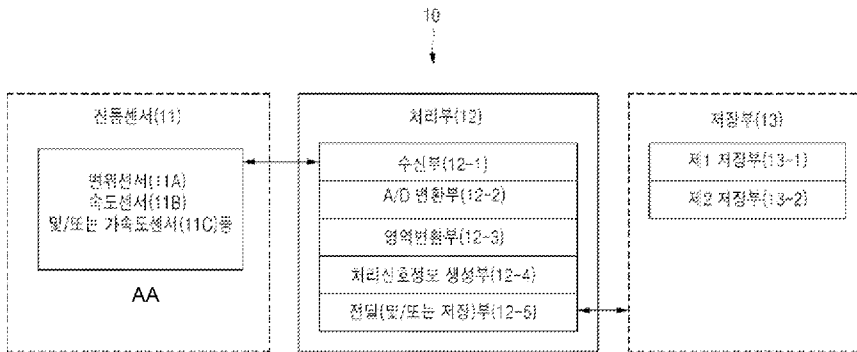 10
진동센서(11)
변위센서(11A)
속도센서(11B)
및/또는 가속도센서(11C)등
AA
처리부(12)
수신부(12-1)
A/D 변환부(12-2)
영역변환부(12-3)
처리신호정보 생성부(12-4)
전달(및/또는 저장)부(12-5)
저장부(13)
제1 저장부(13-1)
제2 저장부(13-2)